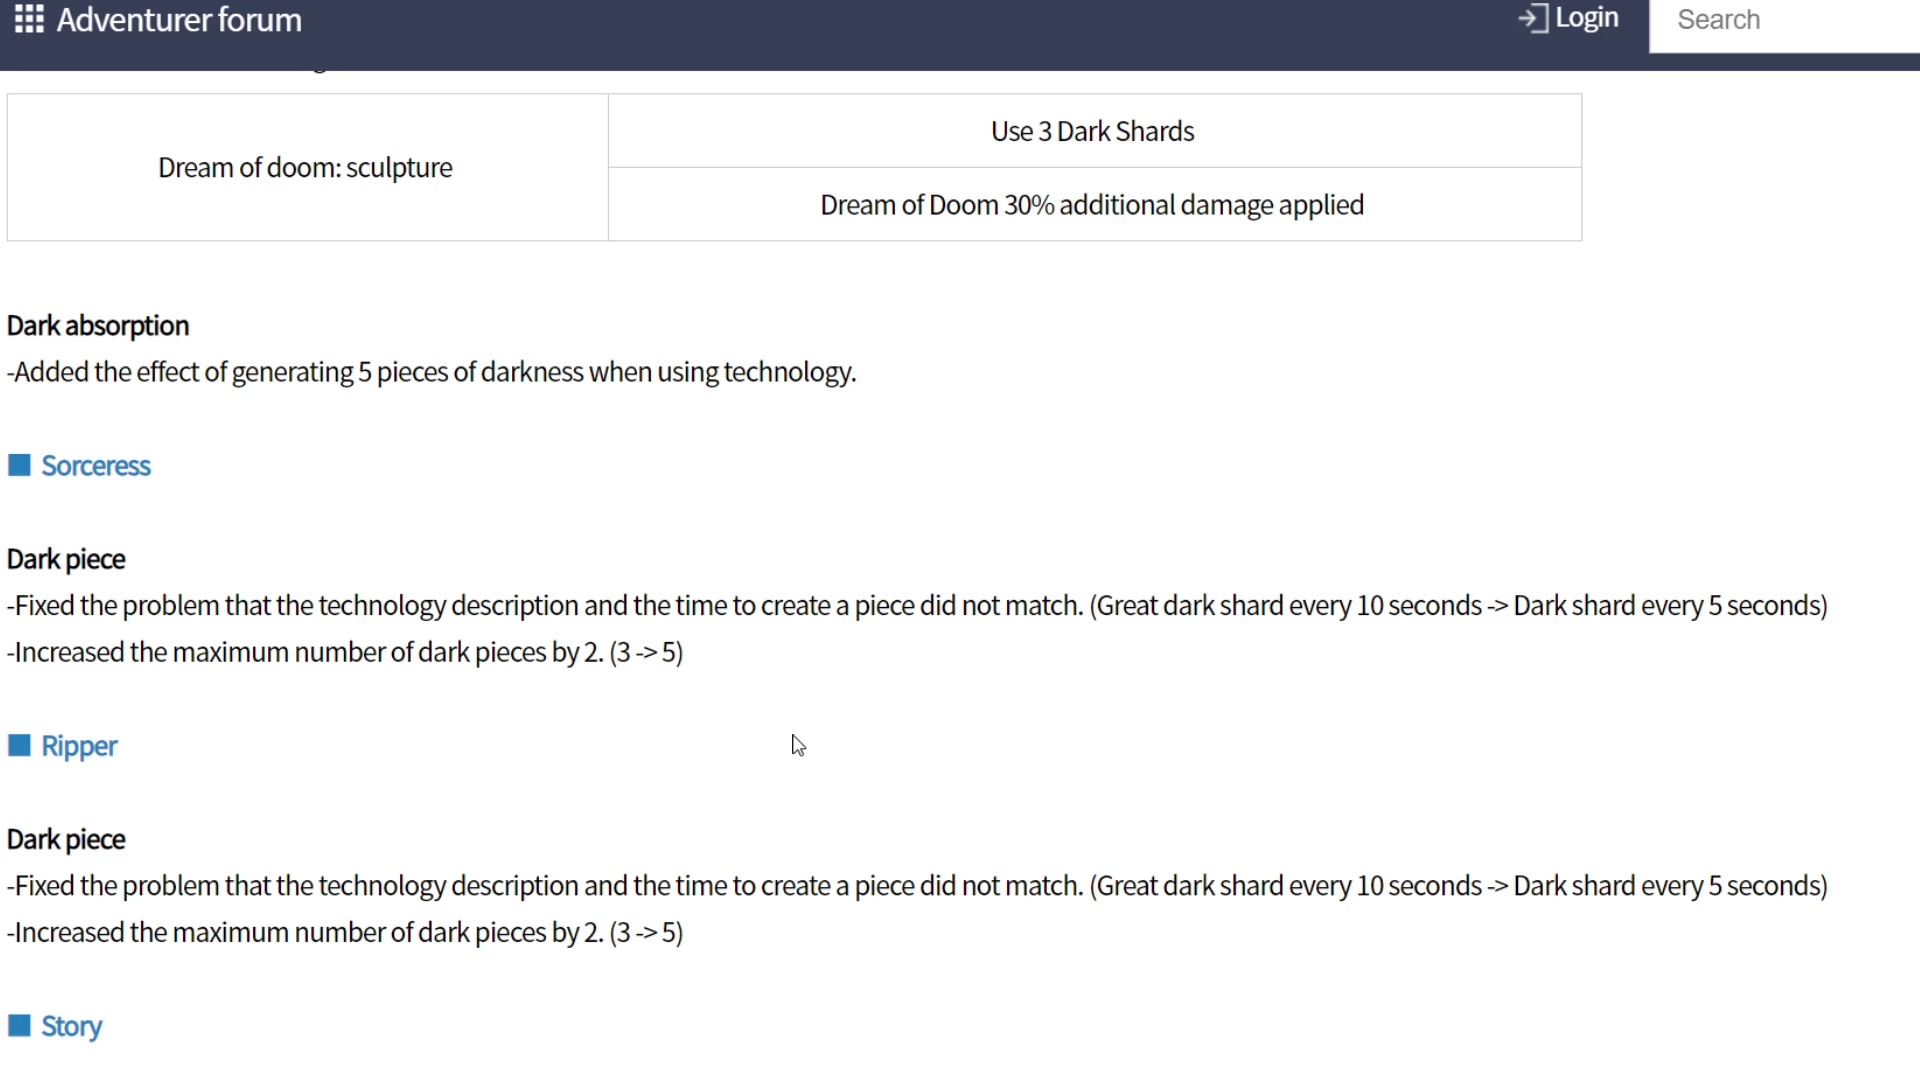 Adventurer forum
Login
Search
Dream of doom: sculpture
Use 3 Dark Shards
Dream of Doom 30% additional damage applied
Dark absorption
-Added the effect of generating 5 pieces of darkness when using technology.
Sorceress
Dark piece
-Fixed the problem that the technology description and the time to create a piece did not match. (Great dark shard every 10 seconds -> Dark shard every 5 seconds)
-Increased the maximum number of dark pieces by 2. (3 -> 5)
Ripper
Dark piece
-Fixed the problem that the technology description and the time to create a piece did not match. (Great dark shard every 10 seconds -> Dark shard every 5 seconds)
-Increased the maximum number of dark pieces by 2. (3 -> 5)
Story